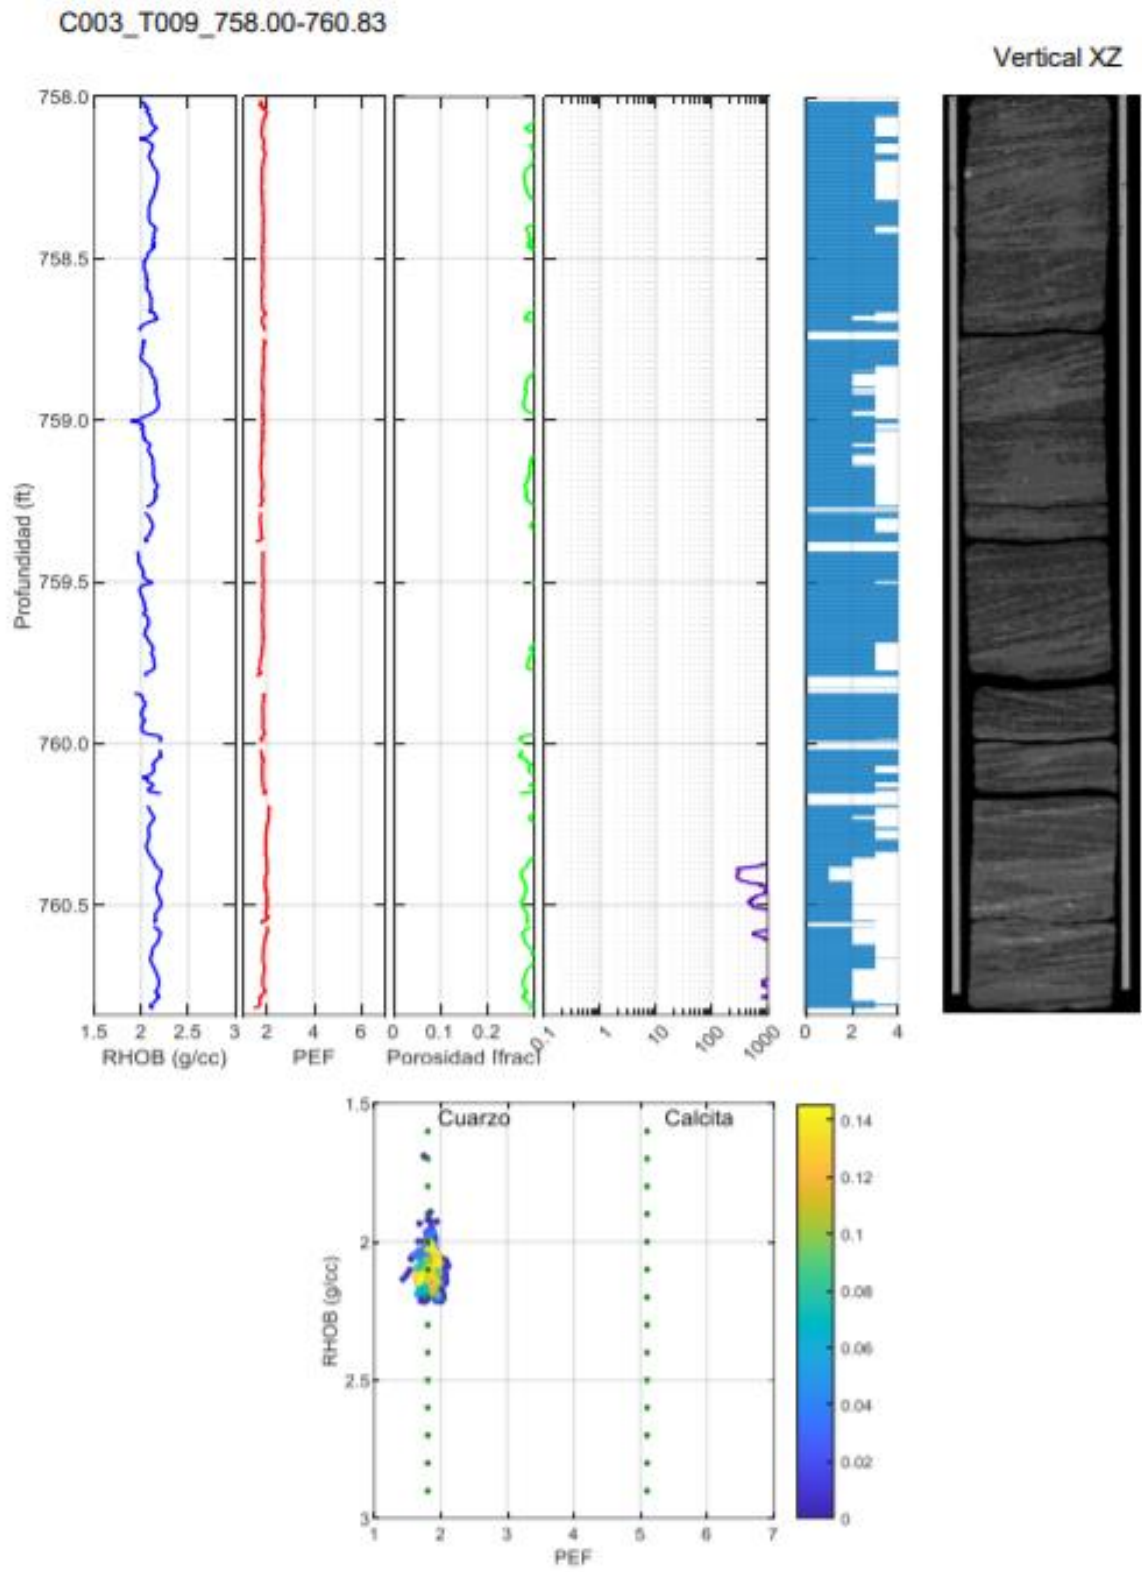 C003_T009_758.00-760.83
Vertical XZ
758.0
758.5
759.0
759.5
760.0
760.5
Profundidad (ft)
1.5 2 2.5 3
RHOB (g/cc)
2 4 6
PEF
0 0.1 0.2
Porosidad [frac]
0.1 1 10 100 1000
0 2 4
Cuarzo Calcita
1.5
2
2.5
3
RHOB (g/cc)
1 2 3 4 5 6 7
PEF
0.14
0.12
0.1
0.08
0.06
0.04
0.02
0